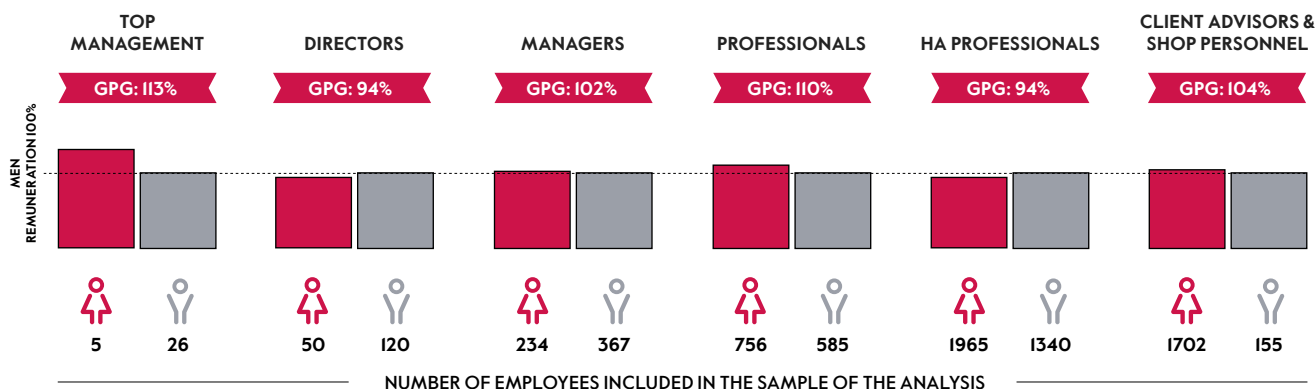 TOP
MANAGEMENT
DIRECTORS
MANAGERS
PROFESSIONALS
HA PROFESSIONALS
CLIENT ADVISORS &
SHOP PERSONNEL
GPG: 113%
GPG: 94%
GPG: 102%
GPG: 110%
GPG: 94%
GPG: 104%
MEN
REMUNERATION 100%
5
26
50
120
234
367
756
585
1965
1340
1702
155
NUMBER OF EMPLOYEES INCLUDED IN THE SAMPLE OF THE ANALYSIS